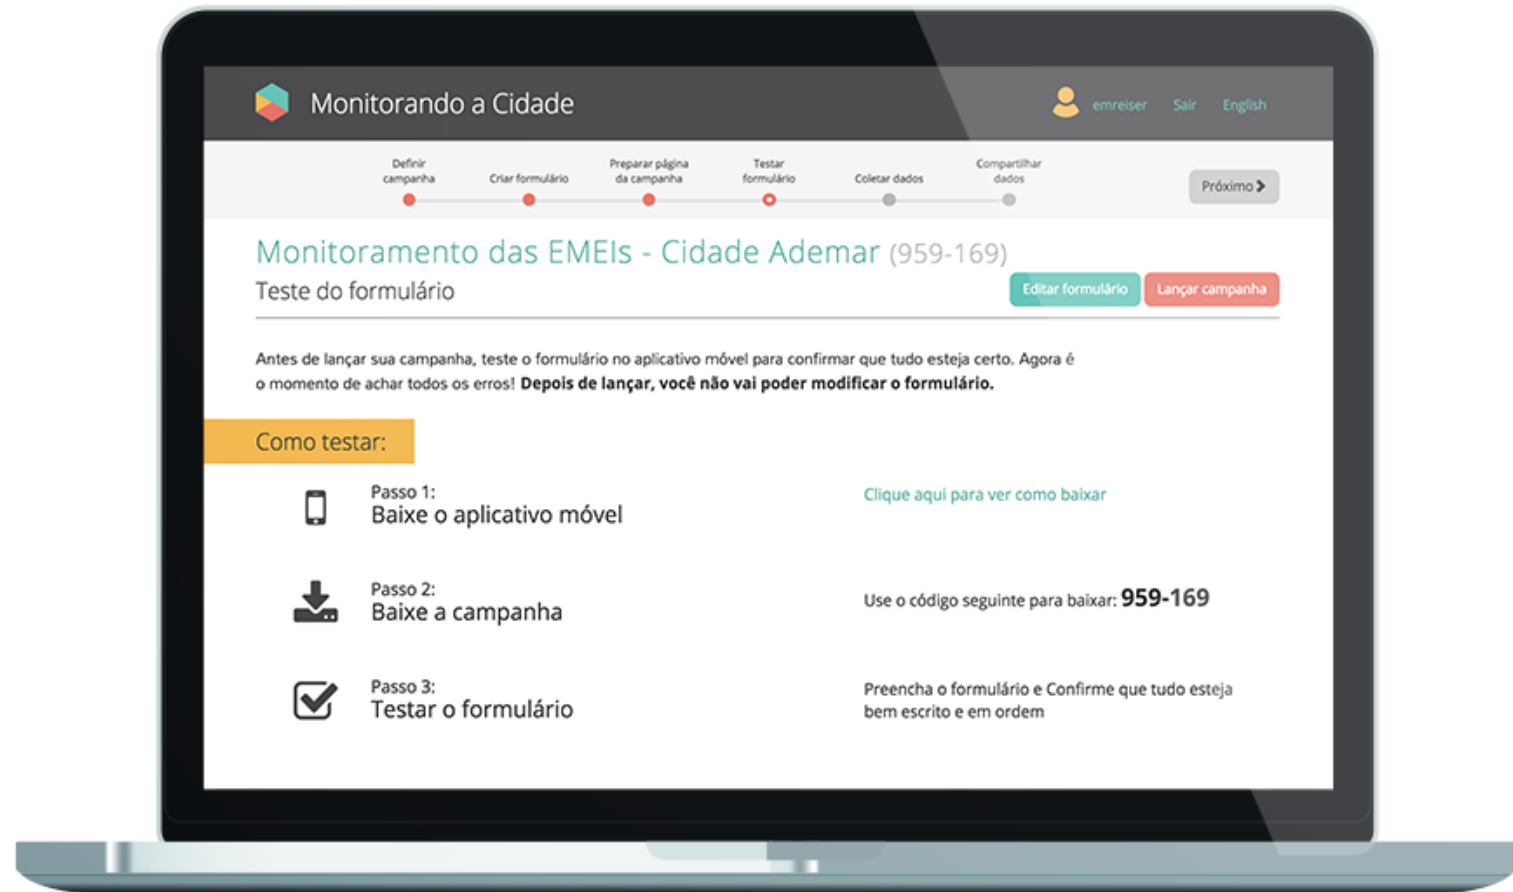 Monitorando a Cidade
emreiser Sair English
Definir
campanha
Criar formulário
Preparar página
da campanha
Testar
formulário
Coletar dados
Compartilhar
dados
Próximo
Monitoramento das EMEIs - Cidade Ademar (959-169)
Teste do formulário
Editar formulário Lançar campanha
Antes de lançar sua campanha, teste o formulário no aplicativo móvel para confirmar que tudo esteja certo. Agora é
o momento de achar todos os erros! Depois de lançar, você não vai poder modificar o formulário.
Como testar:
Passo 1:
Baixe o aplicativo móvel
Clique aqui para ver como baixar
Passo 2:
Baixe a campanha
Use o código seguinte para baixar: 959-169
Passo 3:
Testar o formulário
Preencha o formulário e Confirme que tudo esteja
bem escrito e em ordem